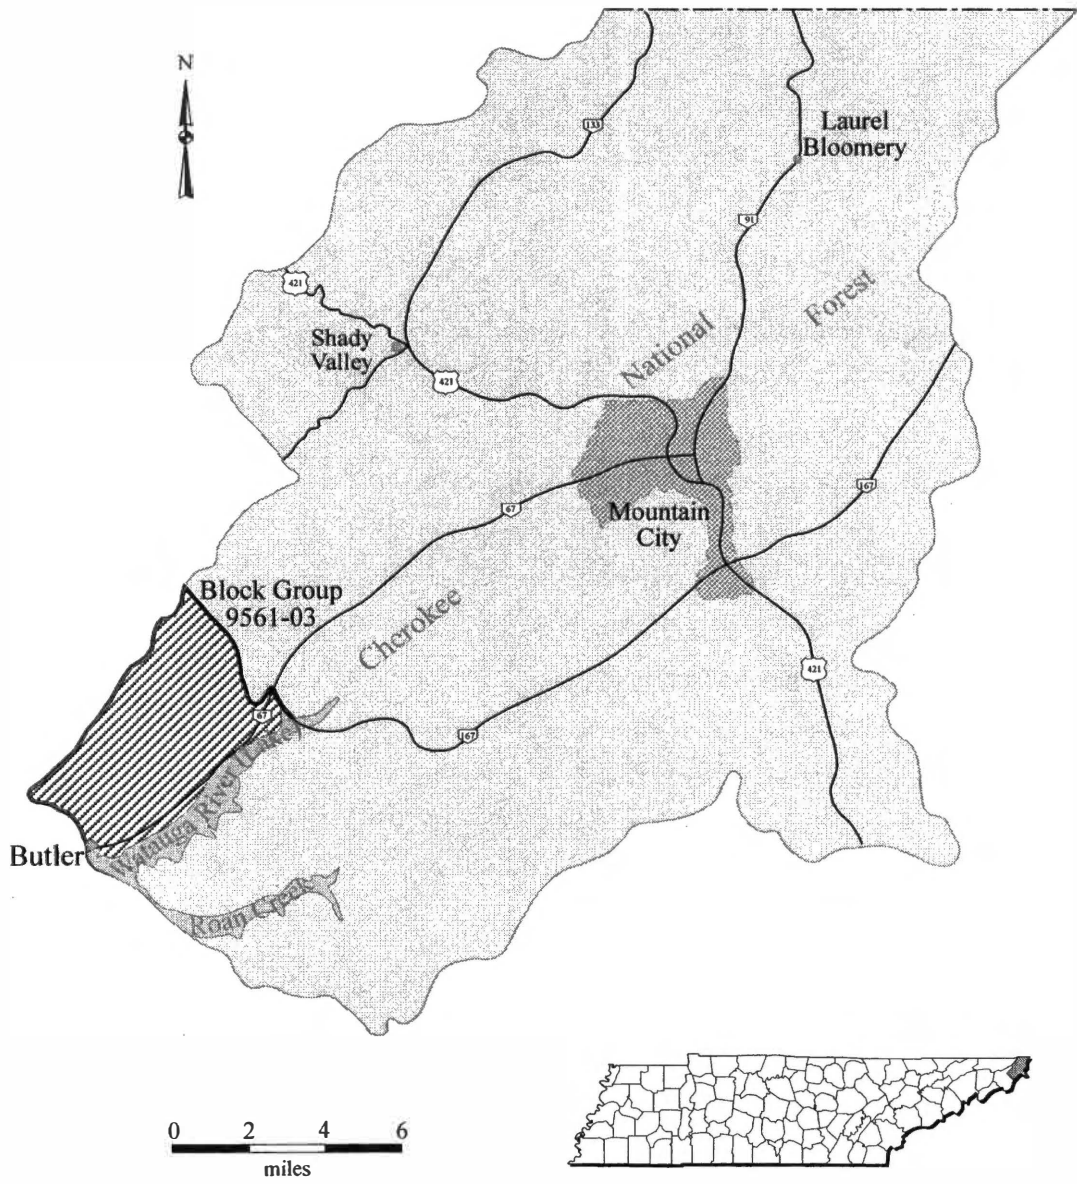 N
133
Laurel
Bloomery
91
421
Forest
Shady
Valley
National
421
167
67
Mountain
City
Block Group
9561-03
Cherokee
421
67
167
Watauga River (Lake)
Butler
Roan Creek
0 2 4 6
miles